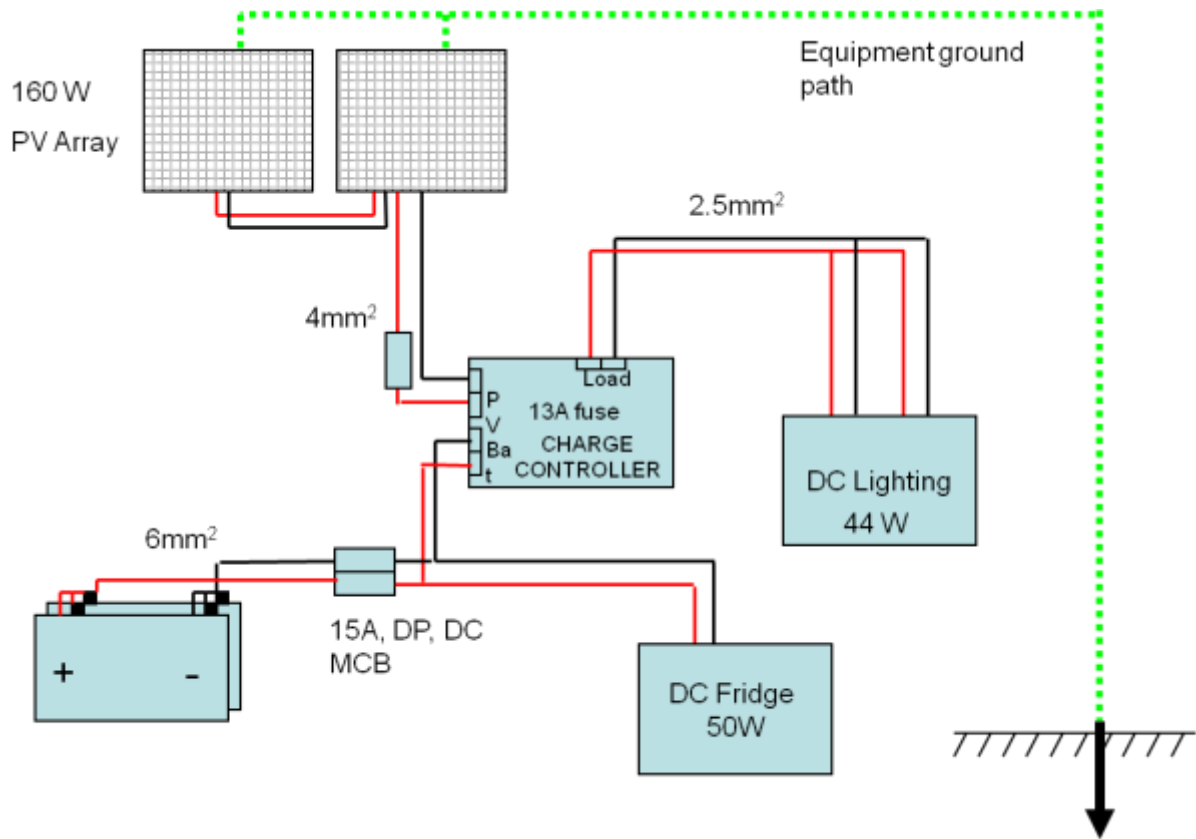 Equipment ground
path
160 W
PV Array
2.5mm²
4mm²
Load
P
V
13A fuse
CHARGE
CONTROLLER
Ba
t
DC Lighting
44 W
6mm²
15A, DP, DC
MCB
+ -
DC Fridge
50W